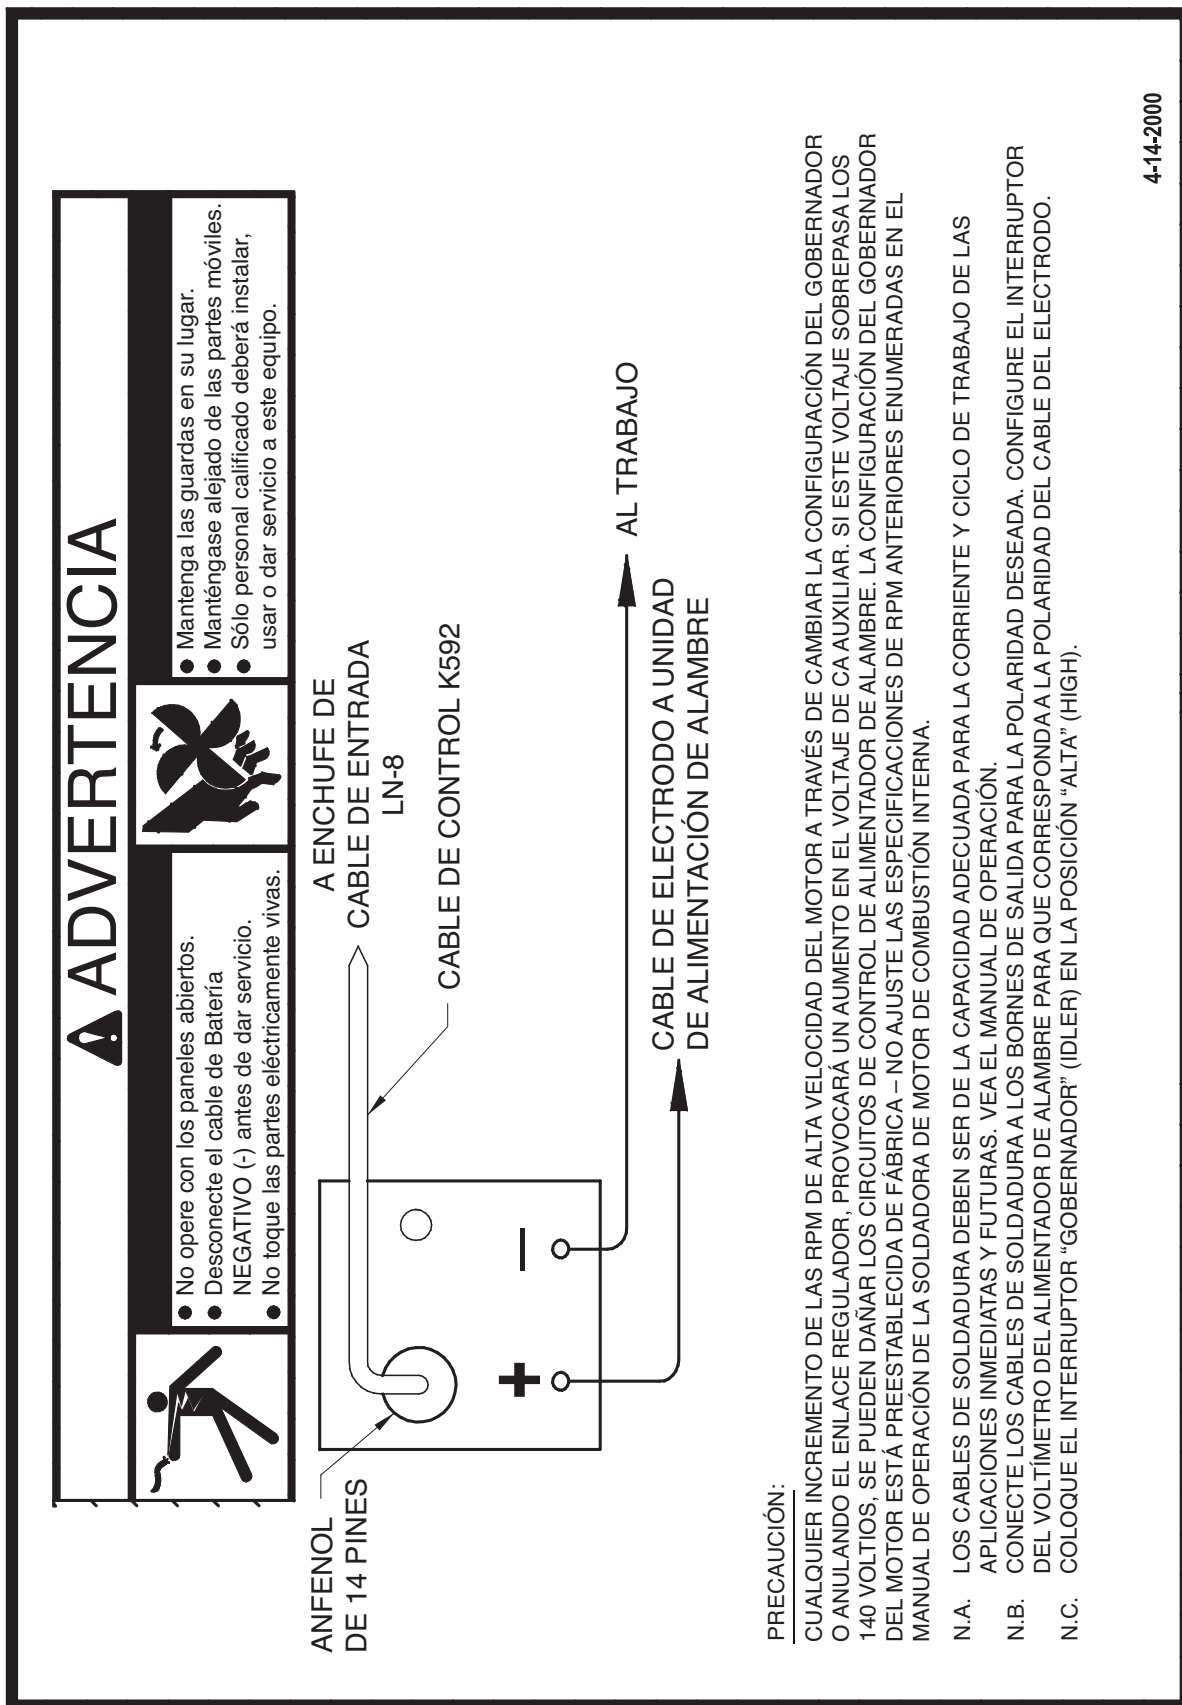 ADVERTENCIA
● No opere con los paneles abiertos.
● Desconecte el cable de Batería
NEGATIVO (-) antes de dar servicio.
● No toque las partes eléctricamente vivas.
● Mantenga las guardas en su lugar.
● Manténgase alejado de las partes móviles.
● Sólo personal calificado deberá instalar,
usar o dar servicio a este equipo.
ANFENOL
DE 14 PINES
A ENCHUFE DE
CABLE DE ENTRADA
LN-8
CABLE DE CONTROL K592
+
−
AL TRABAJO
CABLE DE ELECTRODO A UNIDAD
DE ALIMENTACIÓN DE ALAMBRE
PRECAUCIÓN:
CUALQUIER INCREMENTO DE LAS RPM DE ALTA VELOCIDAD DEL MOTOR A TRAVÉS DE CAMBIAR LA CONFIGURACIÓN DEL GOBERNADOR
O ANULANDO EL ENLACE REGULADOR, PROVOCARÁ UN AUMENTO EN EL VOLTAJE DE CA AUXILIAR. SI ESTE VOLTAJE SOBREPASA LOS
140 VOLTIOS, SE PUEDEN DAÑAR LOS CIRCUITOS DE CONTROL DE ALIMENTADOR DE ALAMBRE. LA CONFIGURACIÓN DEL GOBERNADOR
DEL MOTOR ESTÁ PREESTABLECIDA DE FÁBRICA – NO AJUSTE LAS ESPECIFICACIONES DE RPM ANTERIORES ENUMERADAS EN EL
MANUAL DE OPERACIÓN DE LA SOLDADORA DE MOTOR DE COMBUSTIÓN INTERNA.
N.A. LOS CABLES DE SOLDADURA DEBEN SER DE LA CAPACIDAD ADECUADA PARA LA CORRIENTE Y CICLO DE TRABAJO DE LAS
APLICACIONES INMEDIATAS Y FUTURAS. VEA EL MANUAL DE OPERACIÓN.
N.B. CONECTE LOS CABLES DE SOLDADURA A LOS BORNES DE SALIDA PARA LA POLARIDAD DESEADA. CONFIGURE EL INTERRUPTOR
DEL VOLTÍMETRO DEL ALIMENTADOR DE ALAMBRE PARA QUE CORRESPONDA A LA POLARIDAD DEL CABLE DEL ELECTRODO.
N.C. COLOQUE EL INTERRUPTOR “GOBERNADOR” (IDLER) EN LA POSICIÓN “ALTA” (HIGH).
4-14-2000